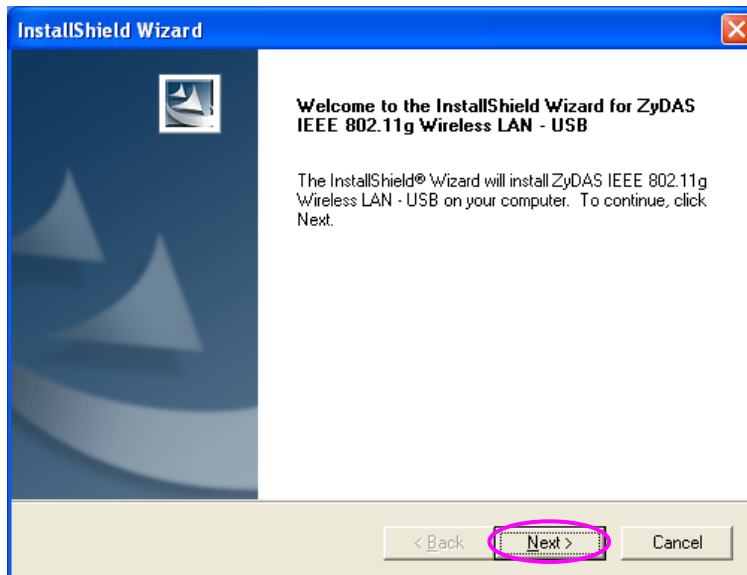 InstallShield Wizard
Welcome to the InstallShield Wizard for ZyDAS
IEEE 802.11g Wireless LAN - USB
The InstallShield® Wizard will install ZyDAS IEEE 802.11g
Wireless LAN - USB on your computer. To continue, click
Next.
< Back Next > Cancel